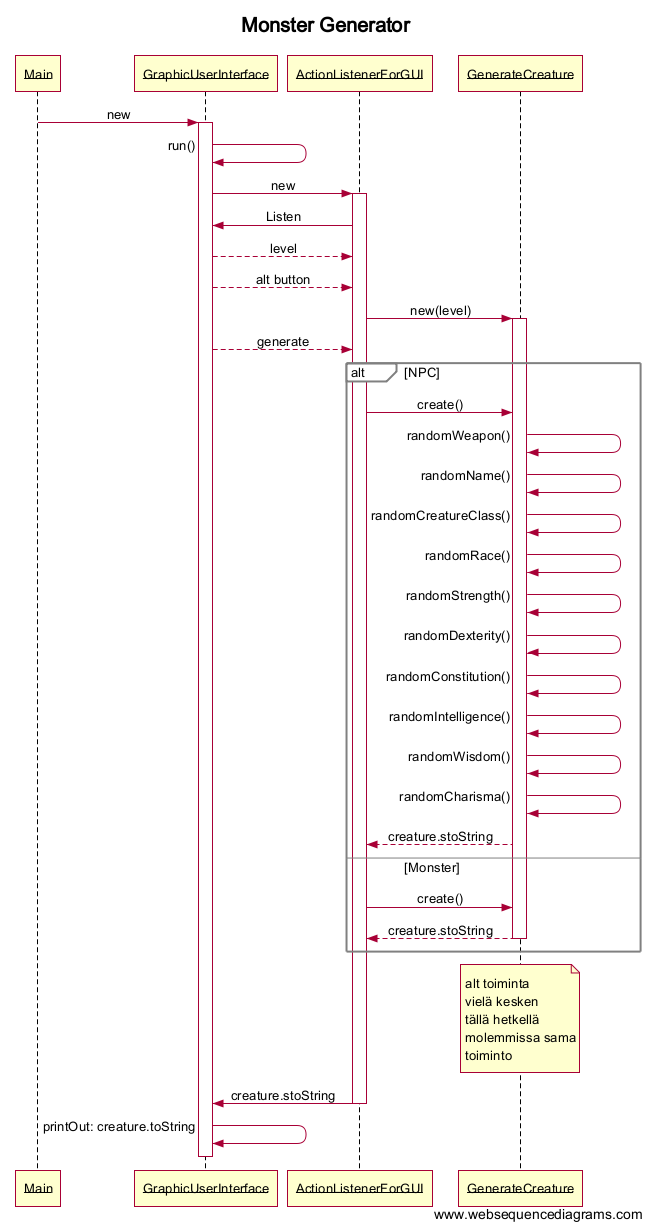 Monster Generator
Main
GraphicUserInterface
ActionListenerForGUI
GenerateCreature
new
run()
new
Listen
level
alt button
new(level)
generate
alt [NPC]
create()
randomWeapon()
randomName()
randomCreatureClass()
randomRace()
randomStrength()
randomDexterity()
randomConstitution()
randomIntelligence()
randomWisdom()
randomCharisma()
creature.stoString
[Monster]
create()
creature.stoString
alt toiminta
vielä kesken
tällä hetkellä
molemmissa sama
toiminto
creature.stoString
printOut: creature.toString
Main
GraphicUserInterface
ActionListenerForGUI
GenerateCreature
www.websequencediagrams.com